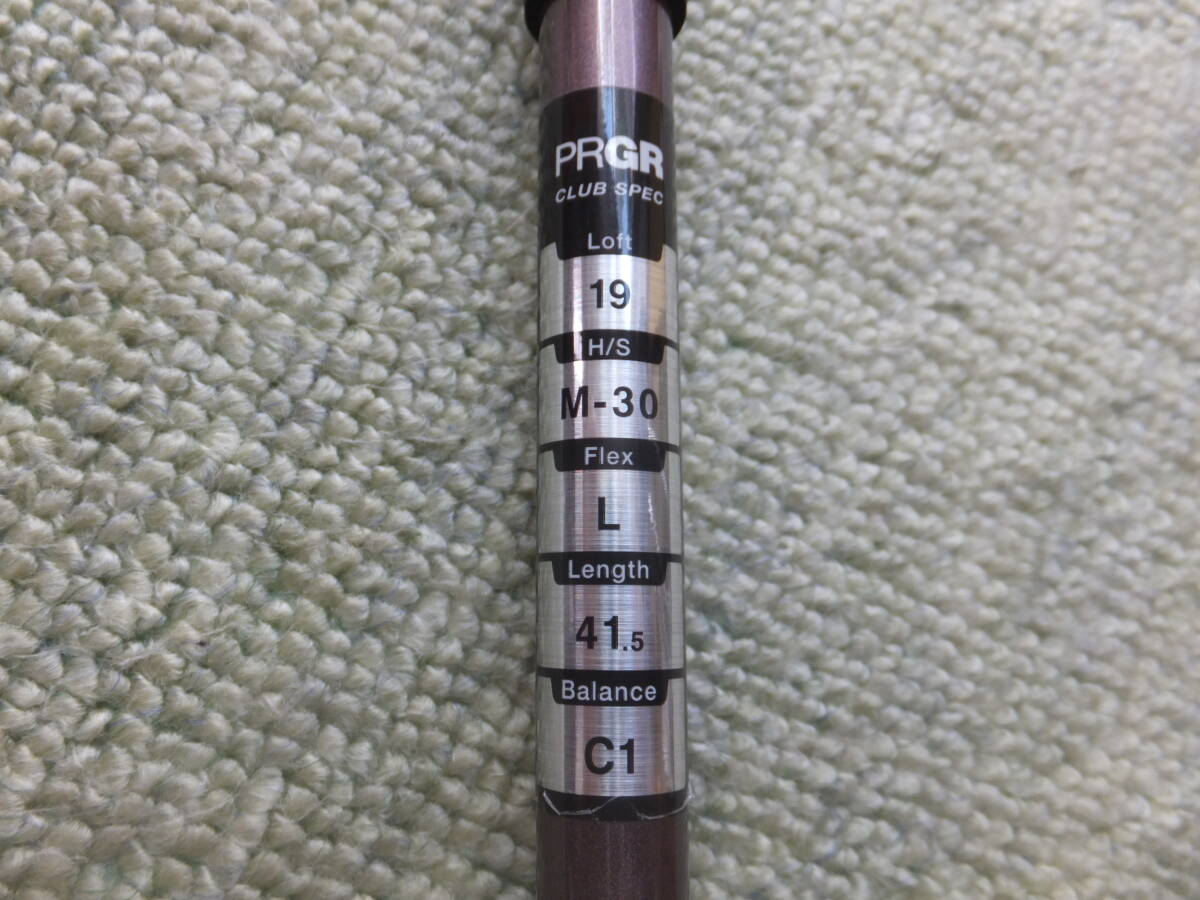 PRGR
CLUB SPEC
Loft
19
H/S
M-30
Flex
L
Length
41.5
Balance
C1